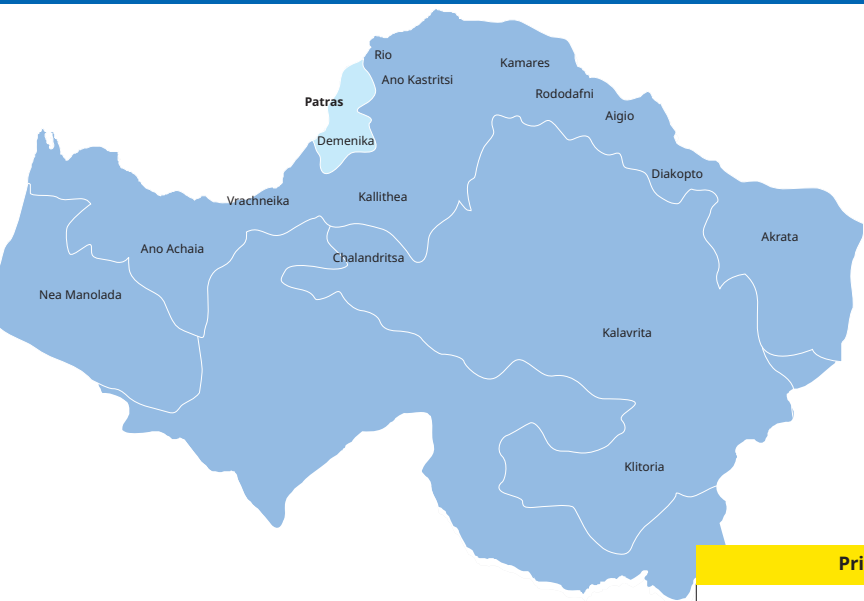 Rio
Kamares
Ano Kastritsi
Rododafni
Patras
Aigio
Demenika
Diakopto
Vrachneika
Kallithea
Akrata
Ano Achaia
Chalandritsa
Nea Manolada
Kalavrita
Klitoria
Pri